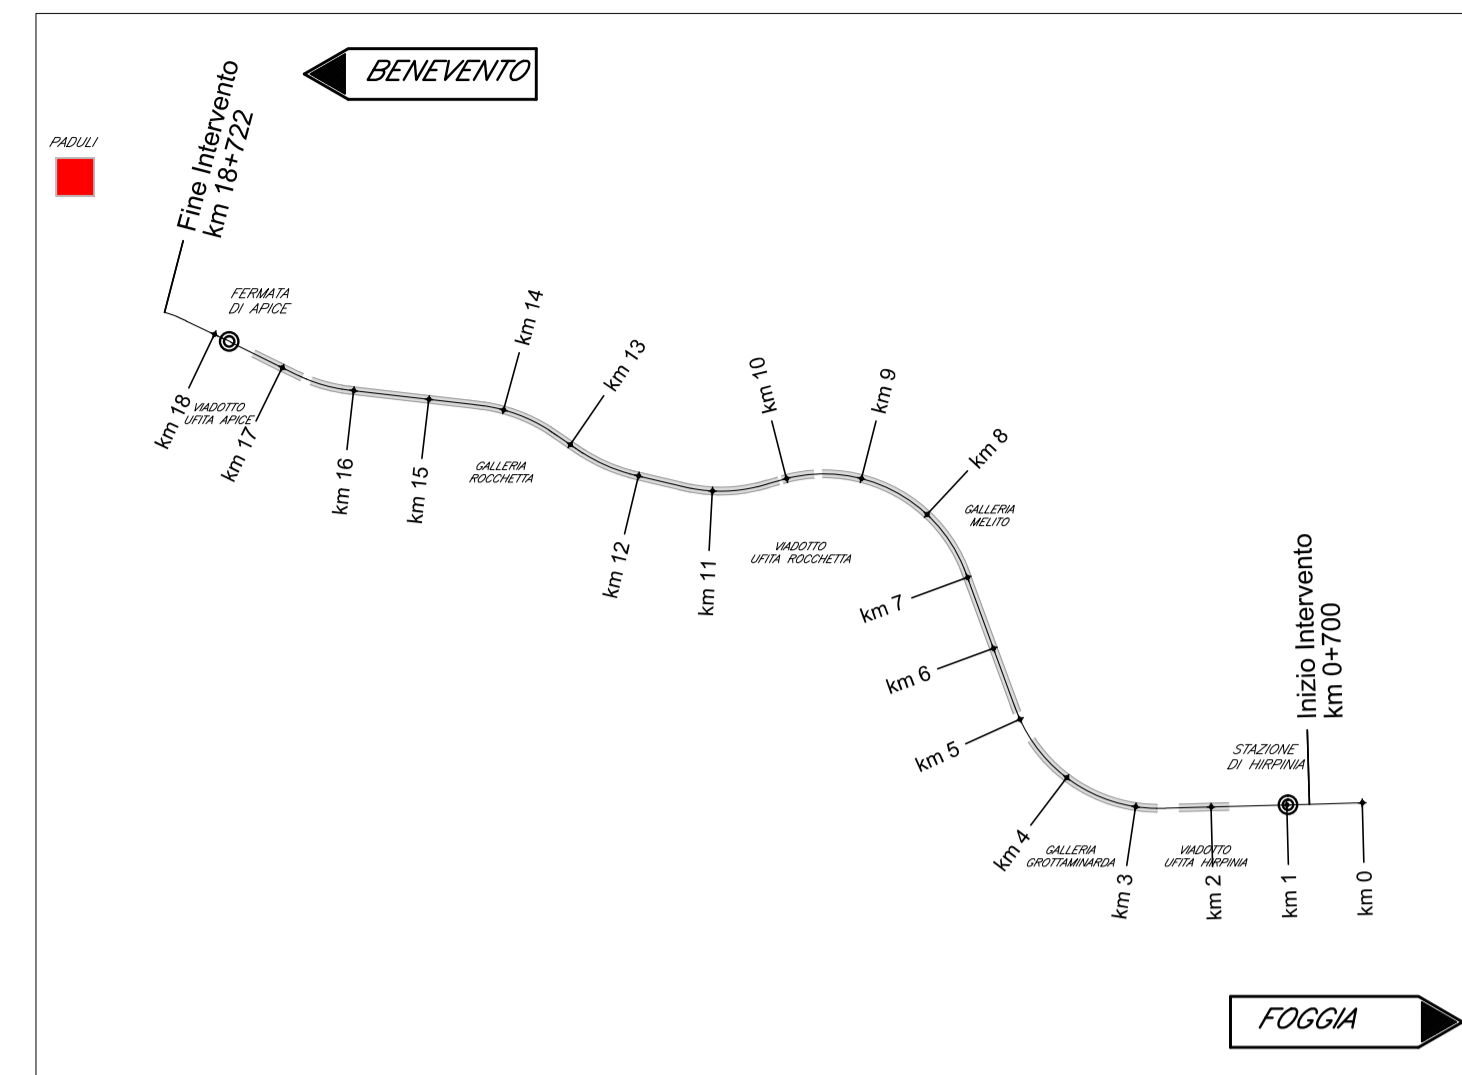 BENEVENTO
PADULI
Fine Intervento
km 18+722
FERMATA
DI APICE
km 18
VIADOTTO
UFITA APICE
km 17
km 16
km 15
km 14
GALLERIA
ROCCHETTA
km 13
km 12
km 11
km 10
VIADOTTO
UFITA ROCCHETTA
km 9
km 8
GALLERIA
MELITO
km 7
km 6
km 5
km 4
GALLERIA
GROTTAMINARDA
km 3
VIADOTTO
UFITA HIRPINIA
km 2
STAZIONE
DI HIRPINIA
Inizio Intervento
km 0+700
km 1
km 0
FOGGIA